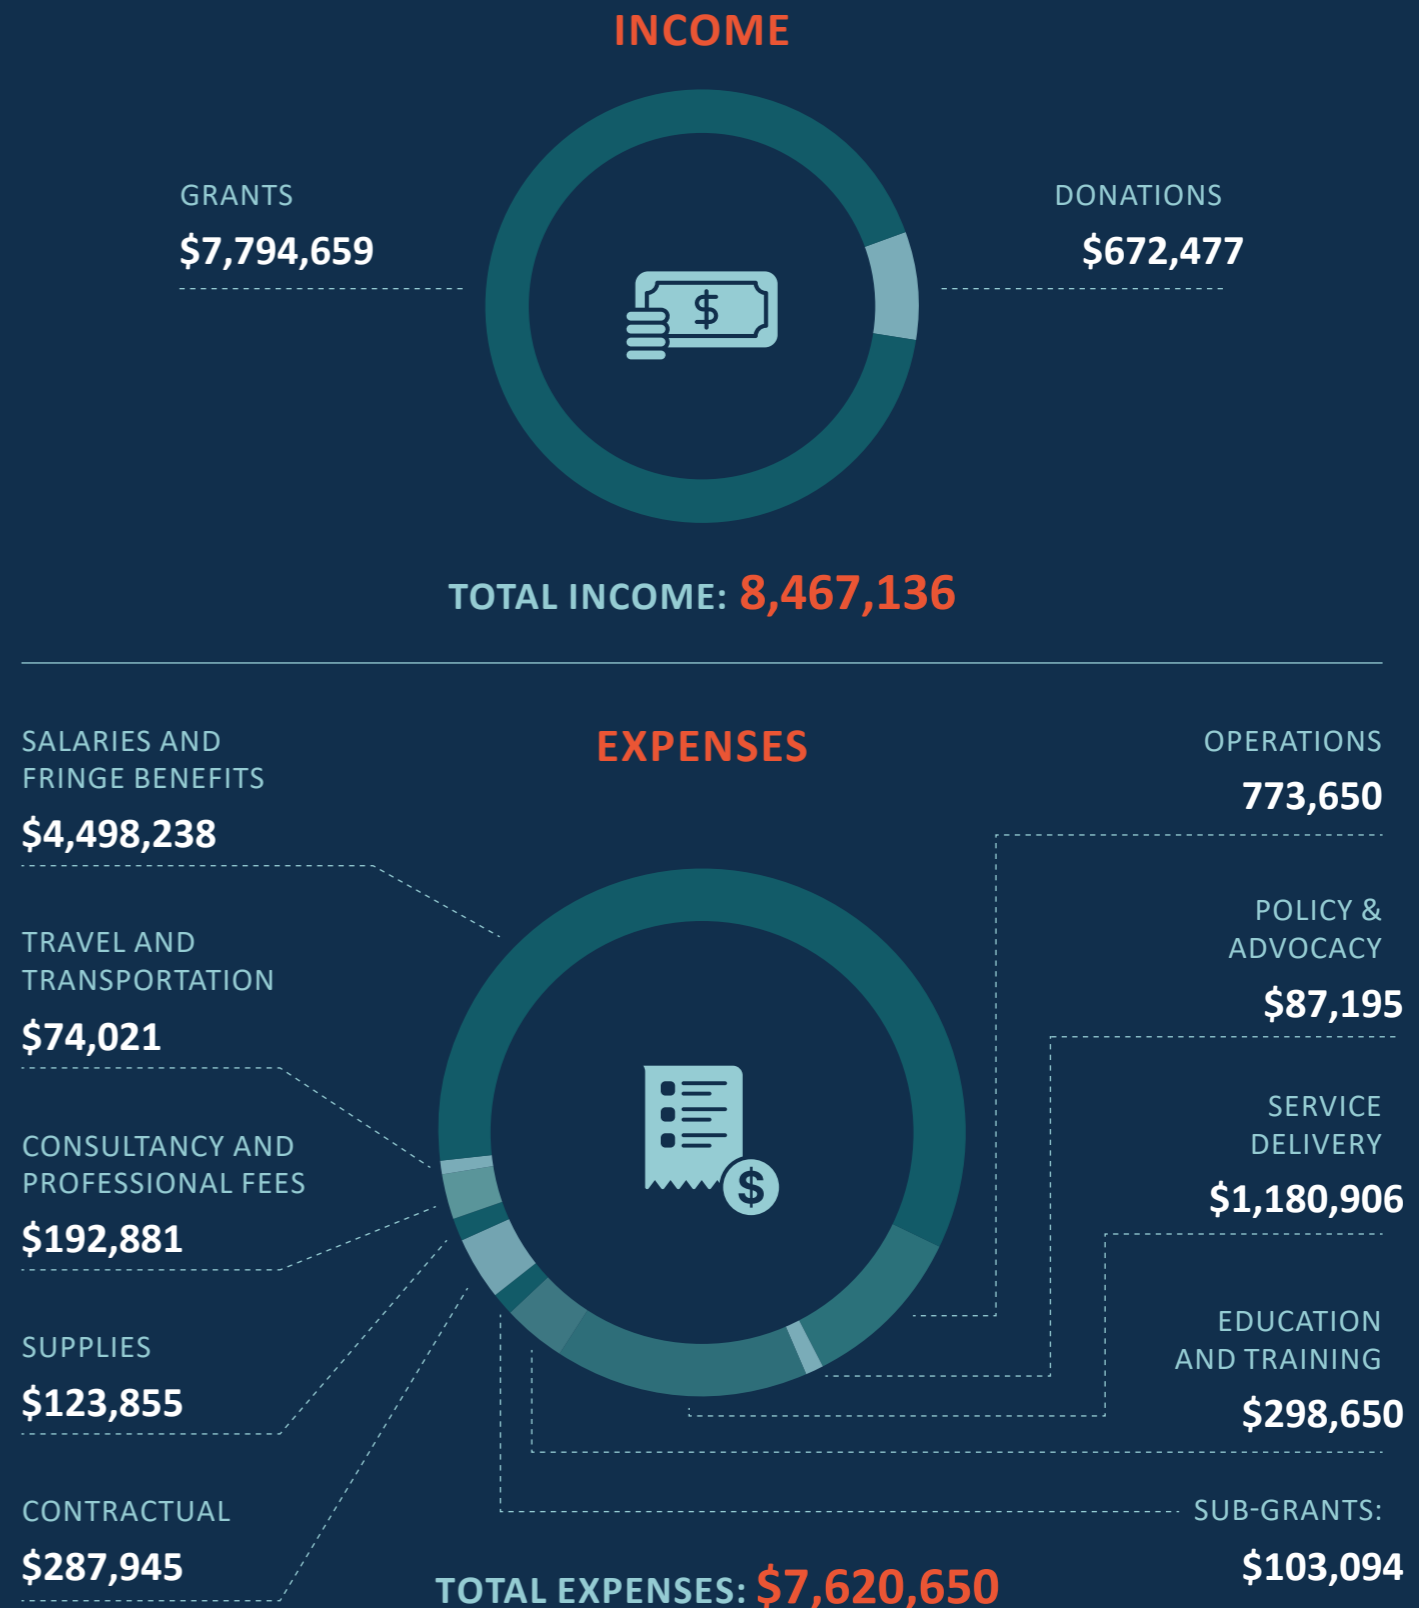 INCOME
GRANTS
$7,794,659
DONATIONS
$672,477
$
TOTAL INCOME: 8,467,136
EXPENSES
SALARIES AND
FRINGE BENEFITS
$4,498,238
TRAVEL AND
TRANSPORTATION
$74,021
CONSULTANCY AND
PROFESSIONAL FEES
$192,881
SUPPLIES
$123,855
CONTRACTUAL
$287,945
$
OPERATIONS
773,650
POLICY &
ADVOCACY
$87,195
SERVICE
DELIVERY
$1,180,906
EDUCATION
AND TRAINING
$298,650
SUB-GRANTS:
$103,094
TOTAL EXPENSES: $7,620,650